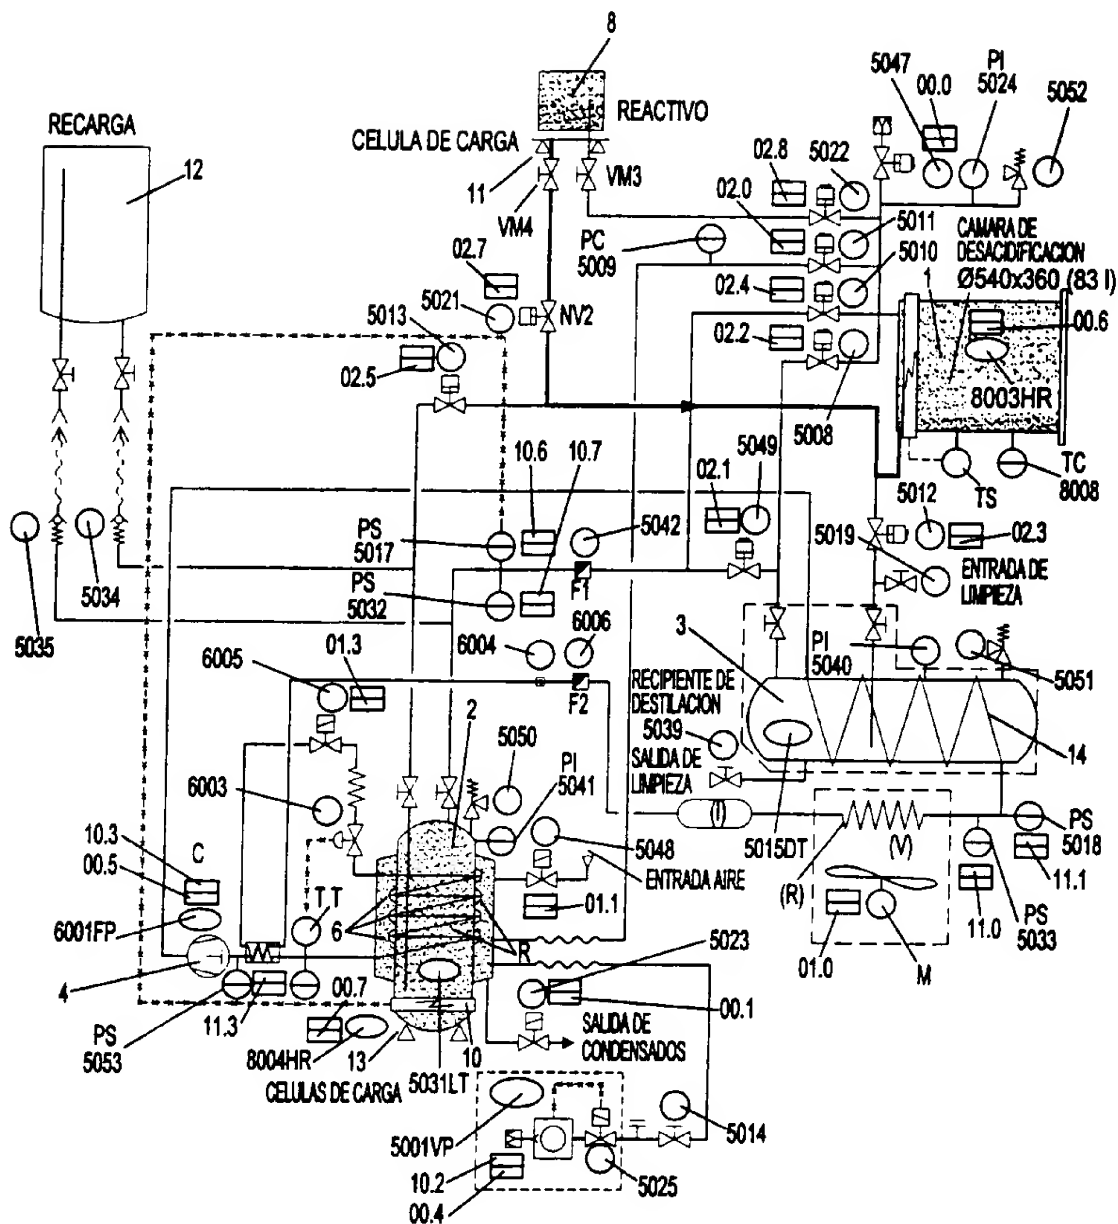 8
PI
5047
00.0
5024
5052
RECARGA
REACTIVO
CELULA DE CARGA
12
02.8
5022
11
VM3
VM4
02.0
5011
CAMARA DE
DESACIDIFICACION
Ø540x360 (83 l)
PC
5009
02.7
5010
02.4
1
5021
NV2
00.6
5013
02.2
02.5
8003HR
5008
10.6
10.7
5049
02.1
TC
8008
TS
5012
PS
5017
5042
5019
02.3
F1
ENTRADA DE
LIMPIEZA
5034
PS
5032
5035
6004
6006
3
PI
5040
01.3
6005
RECIPIENTE DE
DESTILACION
5051
F2
2
5039
5050
SALIDA DE
LIMPIEZA
14
PI
5041
6003
5048
10.3
C
00.5
5015DT
(V)
PS
5018
ENTRADA AIRE
(R)
11.1
T.T
01.1
6001FP
6
R
11.0
PS
5033
5023
01.0
M
4
00.7
00.1
11.3
PS
5053
SALIDA DE
CONDENSADOS
8004HR
13
10
5031LT
CELULAS DE CARGA
5014
5001VP
10.2
5025
00.4